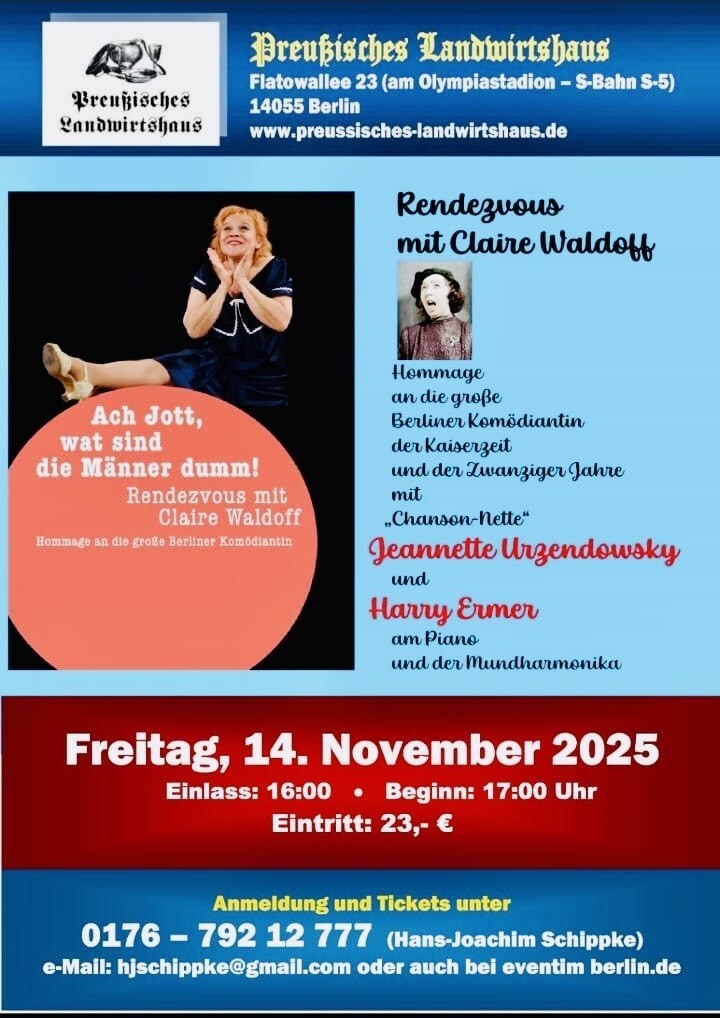 Preußisches
Landwirtshaus
Preußisches Landwirtshaus
Flatowallee 23 (am Olympiastadion – S-Bahn S-5)
14055 Berlin
www.preussisches-landwirtshaus.de
Ach Jott,
wat sind
die Männer dumm!
Rendezvous mit
Claire Waldoff
Hommage an die große Berliner Komödiantin
Rendezvous
mit Claire Waldoff
Hommage
an die große
Berliner Komödiantin
der Kaiserzeit
und der Zwanziger Jahre
mit
„Chanson-Nette“
Jeannette Urzendowsky
und
Harry Ermer
am Piano
und der Mundharmonika
Freitag, 14. November 2025
Einlass: 16:00 • Beginn: 17:00 Uhr
Eintritt: 23,- €
Anmeldung und Tickets unter
0176 – 792 12 777 (Hans-Joachim Schippke)
e-Mail: hjschippke@gmail.com oder auch bei eventim berlin.de